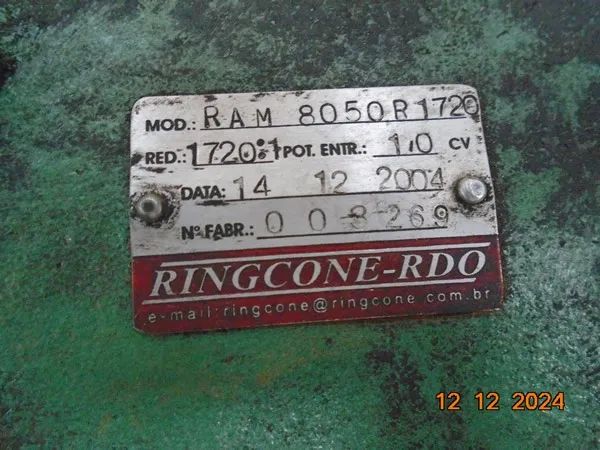 MOD.: RAM 8050R1720
RED.: 1720:1 POT. ENTR.: 1,0 CV
DATA: 14 12 2004
Nº FABR.: 003269
RINGCONE-RDO
e-mail:ringcone@ringcone.com.br
12 12 2024